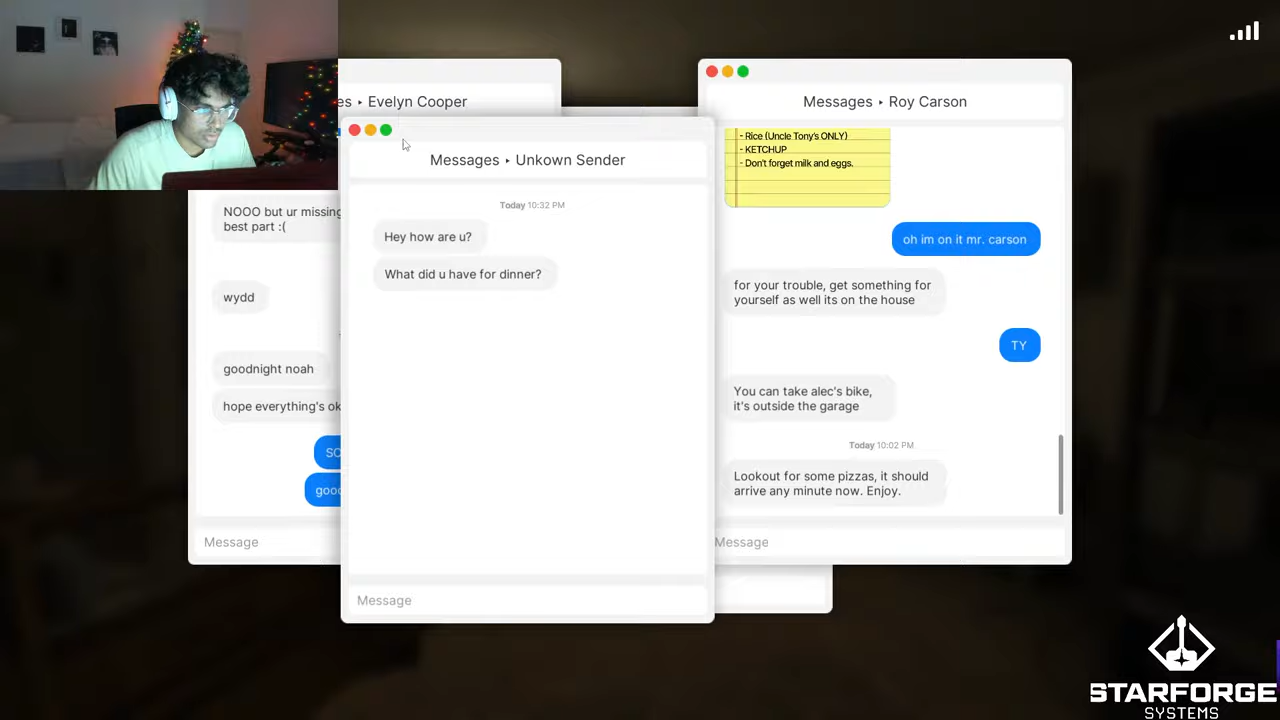 es ▸ Evelyn Cooper
NOOO but ur missing
best part :(
wydd
goodnight noah
hope everything's ok
SO
good
Message
Messages ▸ Unkown Sender
Today 10:32 PM
Hey how are u?
What did u have for dinner?
Message
Messages ▸ Roy Carson
- Rice (Uncle Tony's ONLY)
- KETCHUP
- Don't forget milk and eggs.
oh im on it mr. carson
for your trouble, get something for
yourself as well its on the house
TY
You can take alec's bike,
it's outside the garage
Today 10:02 PM
Lookout for some pizzas, it should
arrive any minute now. Enjoy.
Message
STARFORGE
SYSTEMS